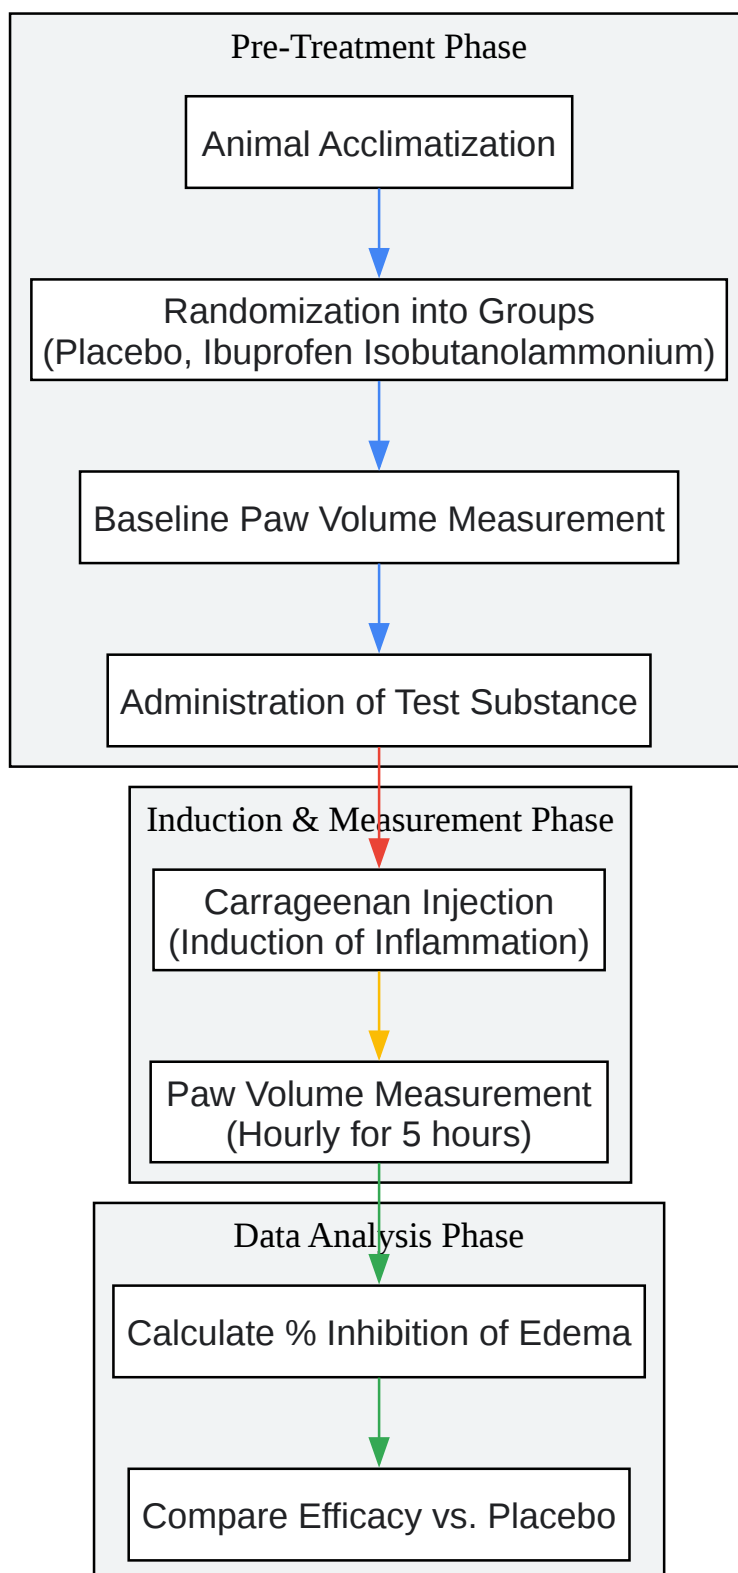 Pre-Treatment Phase
Animal Acclimatization
Randomization into Groups
(Placebo, Ibuprofen Isobutanolammonium)
Baseline Paw Volume Measurement
Administration of Test Substance
Induction & Measurement Phase
Carrageenan Injection
(Induction of Inflammation)
Paw Volume Measurement
(Hourly for 5 hours)
Data Analysis Phase
Calculate % Inhibition of Edema
Compare Efficacy vs. Placebo